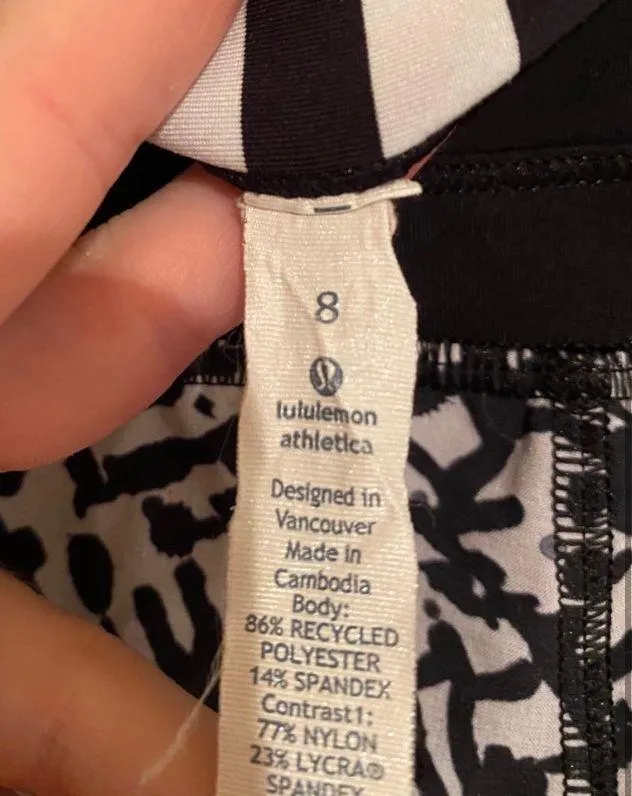 8
lululemon
athletica
Designed in
Vancouver
Made in
Cambodia
Body:
86% RECYCLED
POLYESTER
14% SPANDEX
Contrast1:
77% NYLON
23% LYCRA®
SPANDEX